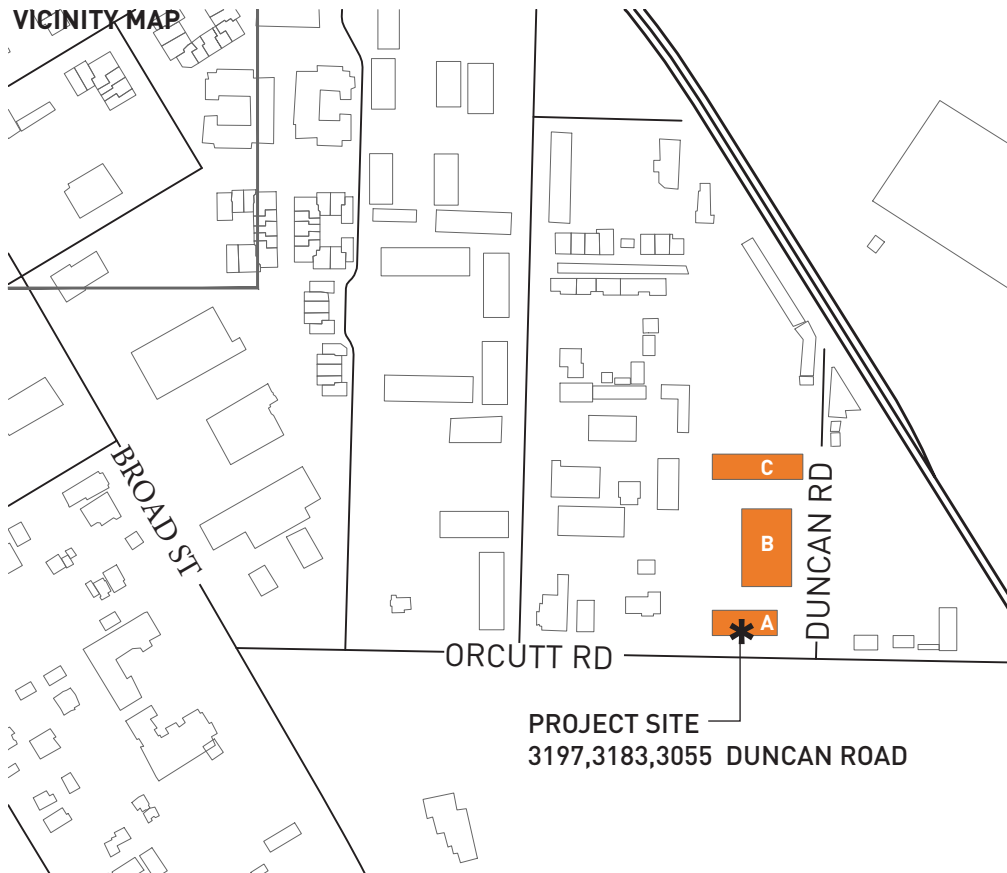 VICINITY MAP
BROAD ST
C
B
A
DUNCAN RD
ORCUTT RD
PROJECT SITE
3197,3183,3055 DUNCAN ROAD